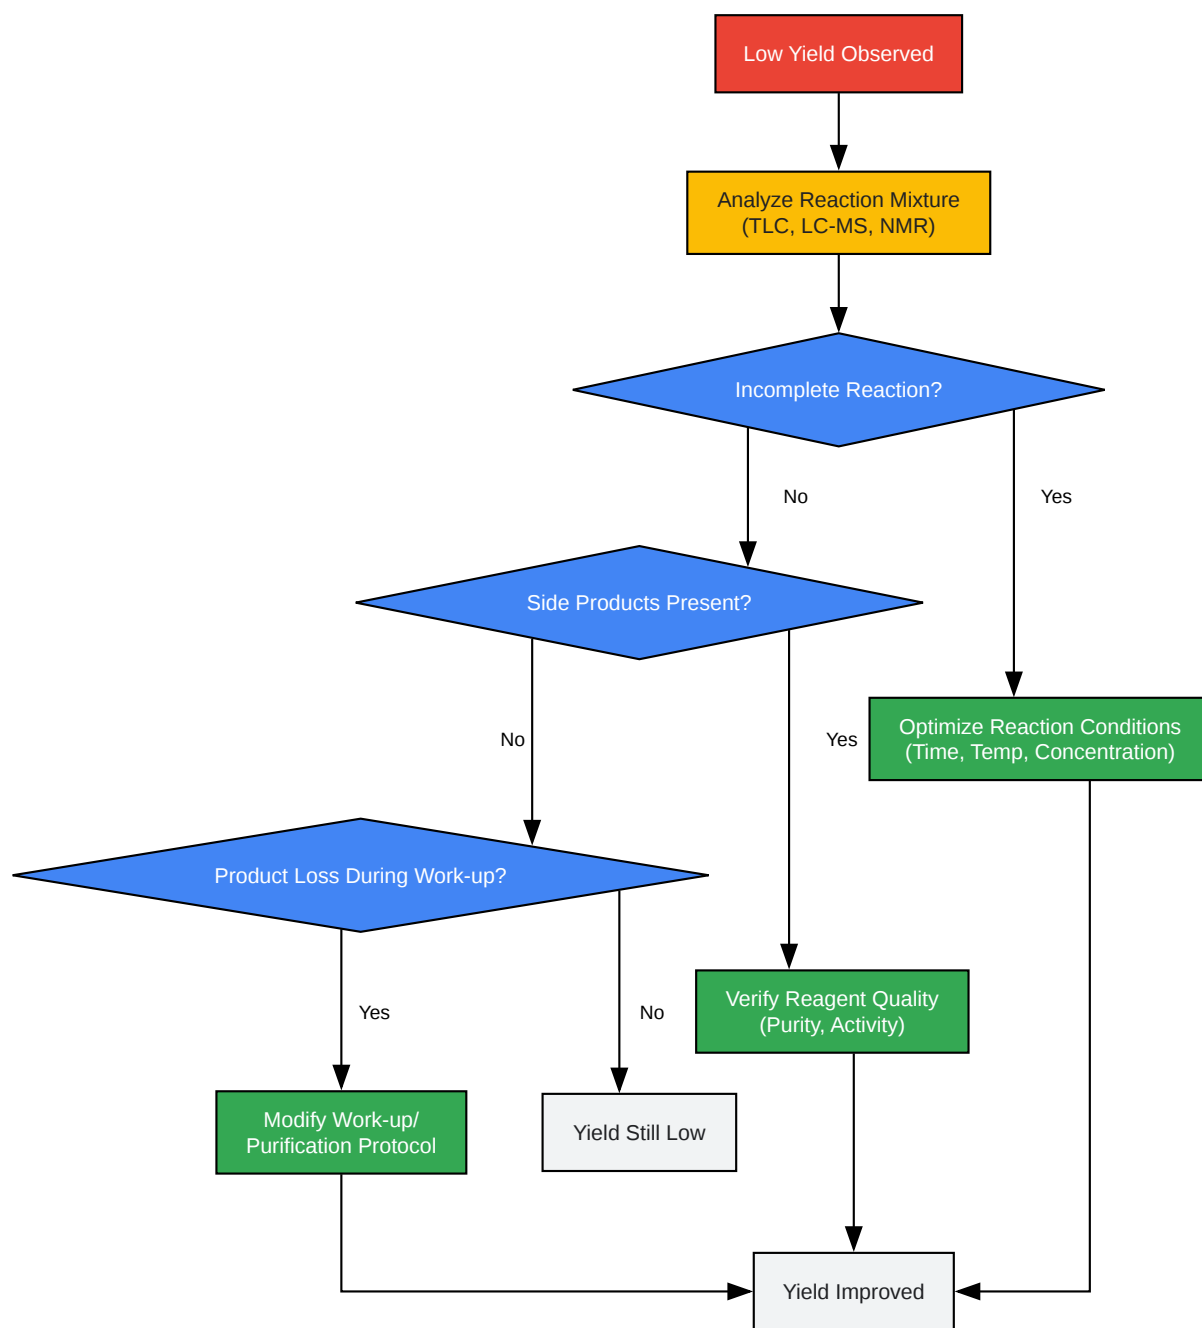 Low Yield Observed
Analyze Reaction Mixture
(TLC, LC-MS, NMR)
Incomplete Reaction?
No
Yes
Side Products Present?
No
Yes
Optimize Reaction Conditions
(Time, Temp, Concentration)
Product Loss During Work-up?
Yes
No
Verify Reagent Quality
(Purity, Activity)
Modify Work-up/
Purification Protocol
Yield Still Low
Yield Improved